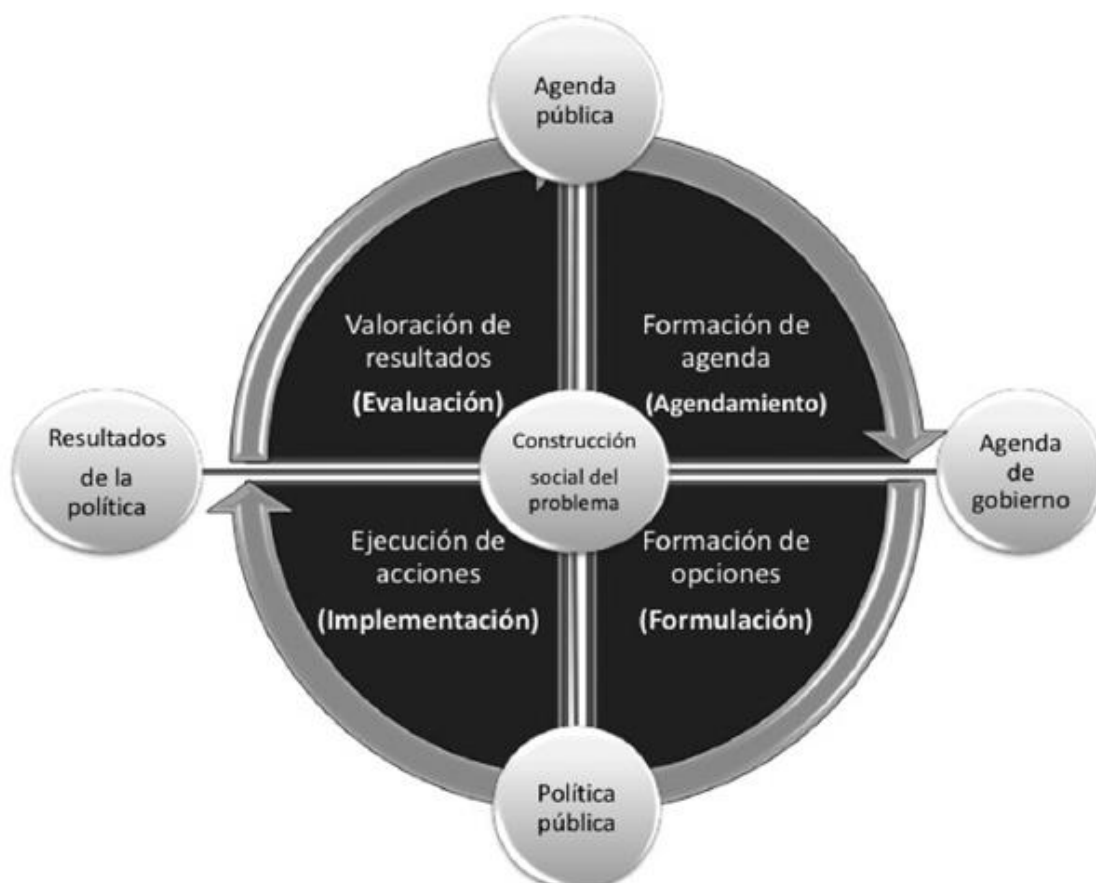 Agenda
pública
Valoración de
resultados
(Evaluación)
Formación de
agenda
(Agendamiento)
Resultados
de la
política
Construcción
social del
problema
Agenda
de
gobierno
Ejecución de
acciones
(Implementación)
Formación de
opciones
(Formulación)
Política
pública